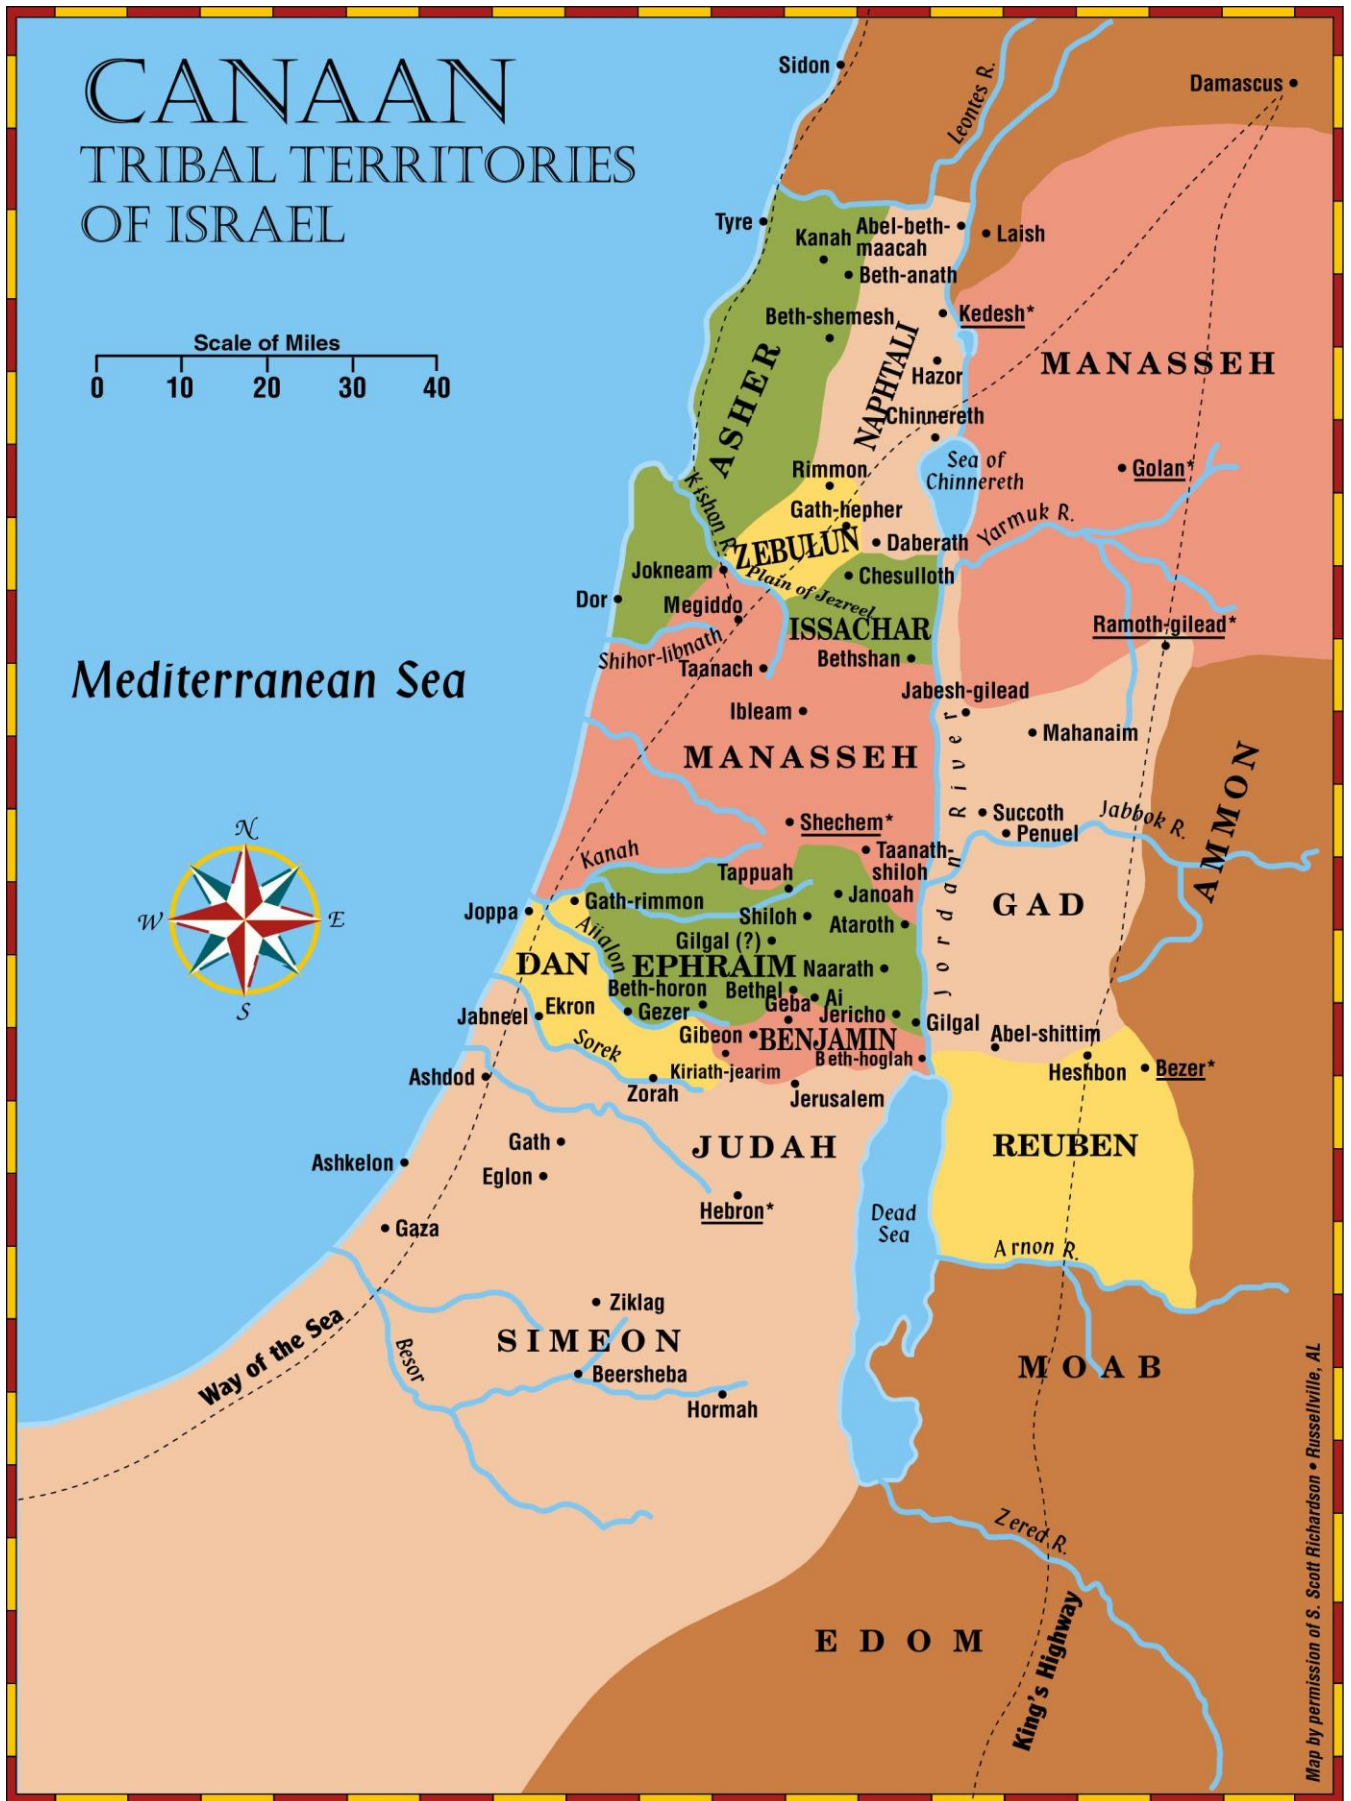 CANAAN
TRIBAL TERRITORIES
OF ISRAEL
Scale of Miles
0 10 20 30 40
Sidon
Damascus
Leontes R.
Tyre
Kanah
Abel-beth-
maacah
Laish
Beth-anath
Beth-shemesh
Kedesh*
ASHER
NAPHTALI
MANASSEH
Hazor
Chinnereth
Sea of
Chinnereth
Golan*
Rimmon
Kishon R.
Gath-hepher
Yarmuk R.
ZEBULUN
Daberath
Jokneam
Plain of Jezreel
Chesulloth
Dor
Megiddo
ISSACHAR
Ramoth-gilead*
Shihor-libnath
Taanach
Bethshan
Mediterranean Sea
Jabesh-gilead
Ibleam
Mahanaim
MANASSEH
Jordan River
AMMON
Succoth
Jabbok R.
Shechem*
Penuel
N
W
E
S
Kanah
Taanath-
shiloh
Tappuah
Janoah
GAD
Joppa
Gath-rimmon
Shiloh
Ataroth
Aijalon
Gilgal (?)
DAN
EPHRAIM
Naarath
Beth-horon
Bethel
Ai
Geba
Jabneel
Ekron
Gezer
Jericho
Gilgal
Gibeon
BENJAMIN
Abel-shittim
Sorek
Beth-hoglah
Kiriath-jearim
Heshbon
Bezer*
Ashdod
Zorah
Jerusalem
Gath
JUDAH
REUBEN
Ashkelon
Eglon
Hebron*
Dead
Sea
Gaza
Arnon R.
Ziklag
Way of the Sea
SIMEON
Besor
Beersheba
MOAB
Hormah
Zered R.
EDOM
King's Highway
Map by permission of S. Scott Richardson • Russellville, AL